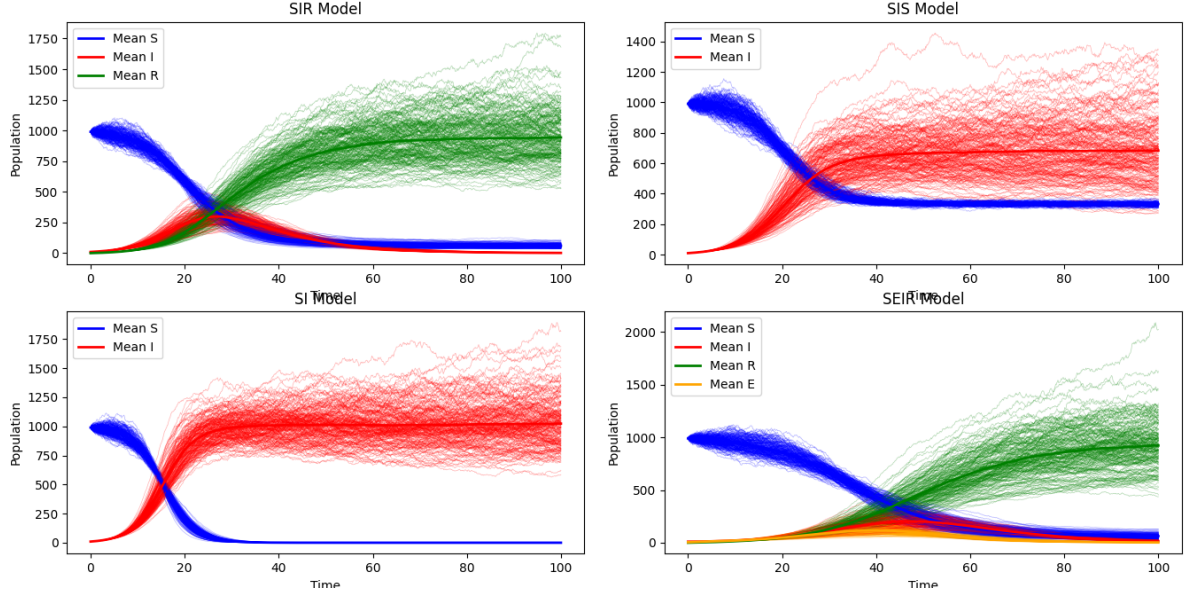 SIR Model
Mean S
Mean I
Mean R
Population
1750
1500
1250
1000
750
500
250
0
0 20 40 60 80 100
Time
SIS Model
Mean S
Mean I
Population
1400
1200
1000
800
600
400
200
0
0 20 40 60 80 100
Time
SI Model
Mean S
Mean I
Population
1750
1500
1250
1000
750
500
250
0
0 20 40 60 80 100
Time
SEIR Model
Mean S
Mean I
Mean R
Mean E
Population
2000
1500
1000
500
0
0 20 40 60 80 100
Time